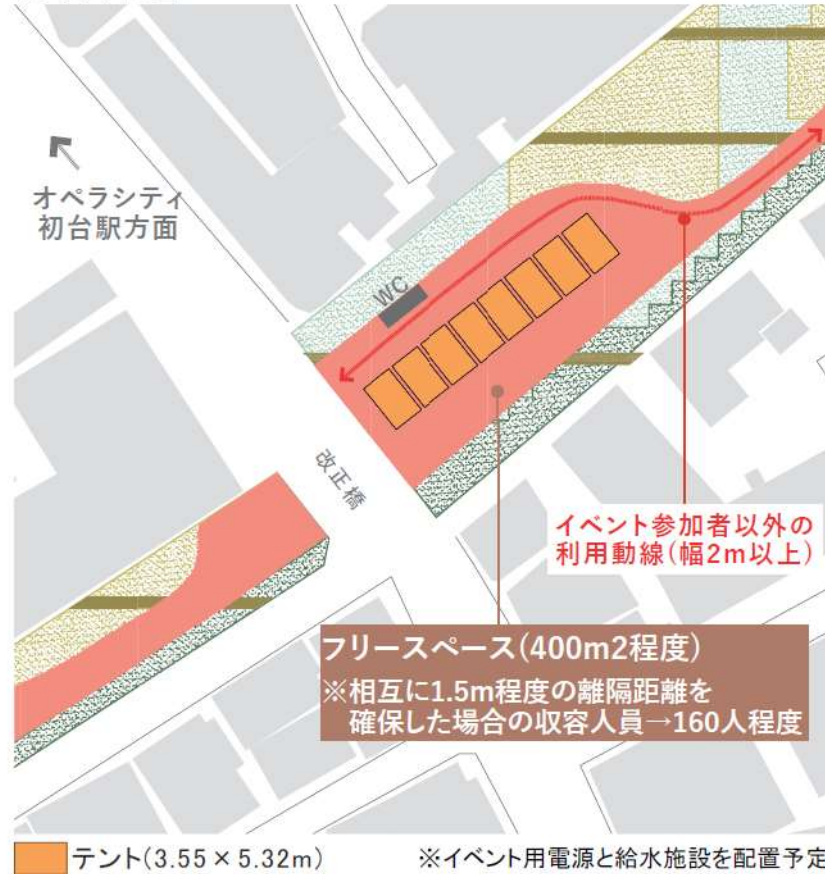 オペラシティ
初台駅方面
WC
改正橋
イベント参加者以外の
利用動線(幅2m以上)
フリースペース(400m2程度)
※相互に1.5m程度の離隔距離を
確保した場合の収容人員→160人程度
テント(3.55×5.32m)
※イベント用電源と給水施設を配置予定